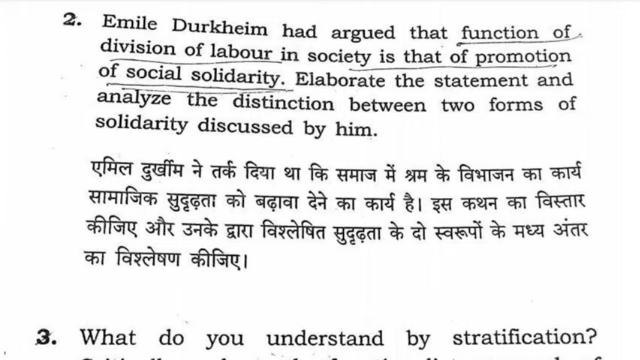 2. Emile Durkheim had argued that function of
division of labour in society is that of promotion
of social solidarity. Elaborate the statement and
analyze the distinction between two forms of
solidarity discussed by him.
एमिल दुर्खीम ने तर्क दिया था कि समाज में श्रम के विभाजन का कार्य
सामाजिक सुदृढ़ता को बढ़ावा देने का कार्य है। इस कथन का विस्तार
कीजिए और उनके द्वारा विश्लेषित सुदृढ़ता के दो स्वरूपों के मध्य अंतर
का विश्लेषण कीजिए।
3. What do you understand by stratification?